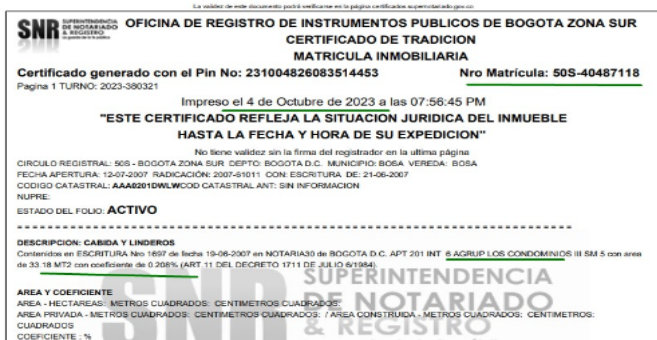 La validez de este documento podrá verificarse en la página certificados.supernotariado.gov.co
SNR SUPERINTENDENCIA DE NOTARIADO & REGISTRO
OFICINA DE REGISTRO DE INSTRUMENTOS PUBLICOS DE BOGOTA ZONA SUR
CERTIFICADO DE TRADICION
MATRICULA INMOBILIARIA
Certificado generado con el Pin No: 231004826083514453 Nro Matrícula: 50S-40487118
Pagina 1 TURNO: 2023-380321
Impreso el 4 de Octubre de 2023 a las 07:56:45 PM
"ESTE CERTIFICADO REFLEJA LA SITUACION JURIDICA DEL INMUEBLE
HASTA LA FECHA Y HORA DE SU EXPEDICION"
No tiene validez sin la firma del registrador en la ultima página
CIRCULO REGISTRAL: 50S - BOGOTA ZONA SUR DEPTO: BOGOTA D.C. MUNICIPIO: BOSA VEREDA: BOSA
FECHA APERTURA: 12-07-2007 RADICACIÓN: 2007-61011 CON: ESCRITURA DE: 21-06-2007
CODIGO CATASTRAL: AAA0201DWLWCOD CATASTRAL ANT: SIN INFORMACION
NUPRE:
ESTADO DEL FOLIO: ACTIVO
DESCRIPCION: CABIDA Y LINDEROS
Contenidos en ESCRITURA Nro 1697 de fecha 19-06-2007 en NOTARIA30 de BOGOTA D.C. APT 201 INT 6 AGRUP LOS CONDOMINIOS III SM 5 con area
de 33.18 MT2 con coeficiente de 0.208% (ART.11 DEL DECRETO 1711 DE JULIO 6/1984).
SNR SUPERINTENDENCIA
DE NOTARIADO
& REGISTRO
AREA Y COEFICIENTE
AREA - HECTAREAS: METROS CUADRADOS: CENTIMETROS CUADRADOS:
AREA PRIVADA - METROS CUADRADOS: CENTIMETROS CUADRADOS: / AREA CONSTRUIDA - METROS CUADRADOS: CENTIMETROS:
CUADRADOS
COEFICIENTE : %